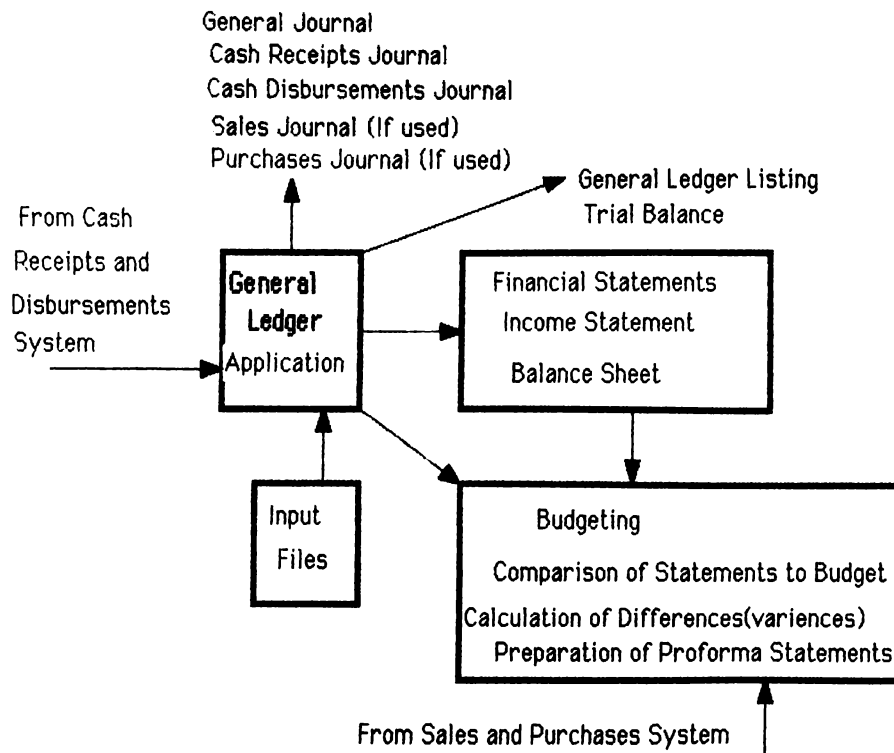 General Journal
Cash Receipts Journal
Cash Disbursements Journal
Sales Journal (If used)
Purchases Journal (If used)
General Ledger Listing
Trial Balance
From Cash
Receipts and
Disbursements
System
General
Ledger
Application
Financial Statements
Income Statement
Balance Sheet
Input
Files
Budgeting
Comparison of Statements to Budget
Calculation of Differences(variences)
Preparation of Proforma Statements
From Sales and Purchases System